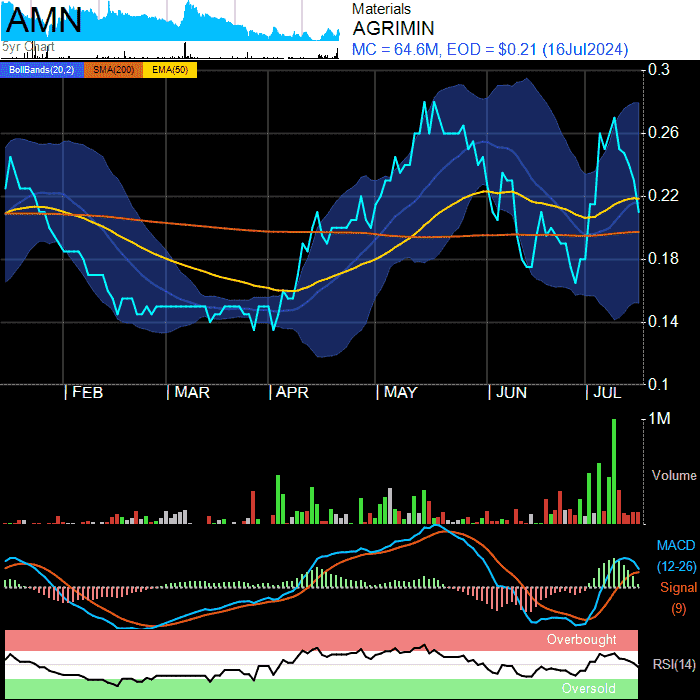 AMN
Materials
AGRIMIN
MC = 64.6M, EOD = $0.21 (16Jul2024)
5yr Chart
BollBands(20,2) SMA(200) EMA(50)
0.3
0.26
0.22
0.18
0.14
0.1
FEB MAR APR MAY JUN JUL
1M
Volume
MACD
(12-26)
Signal
(9)
Overbought
RSI(14)
Oversold